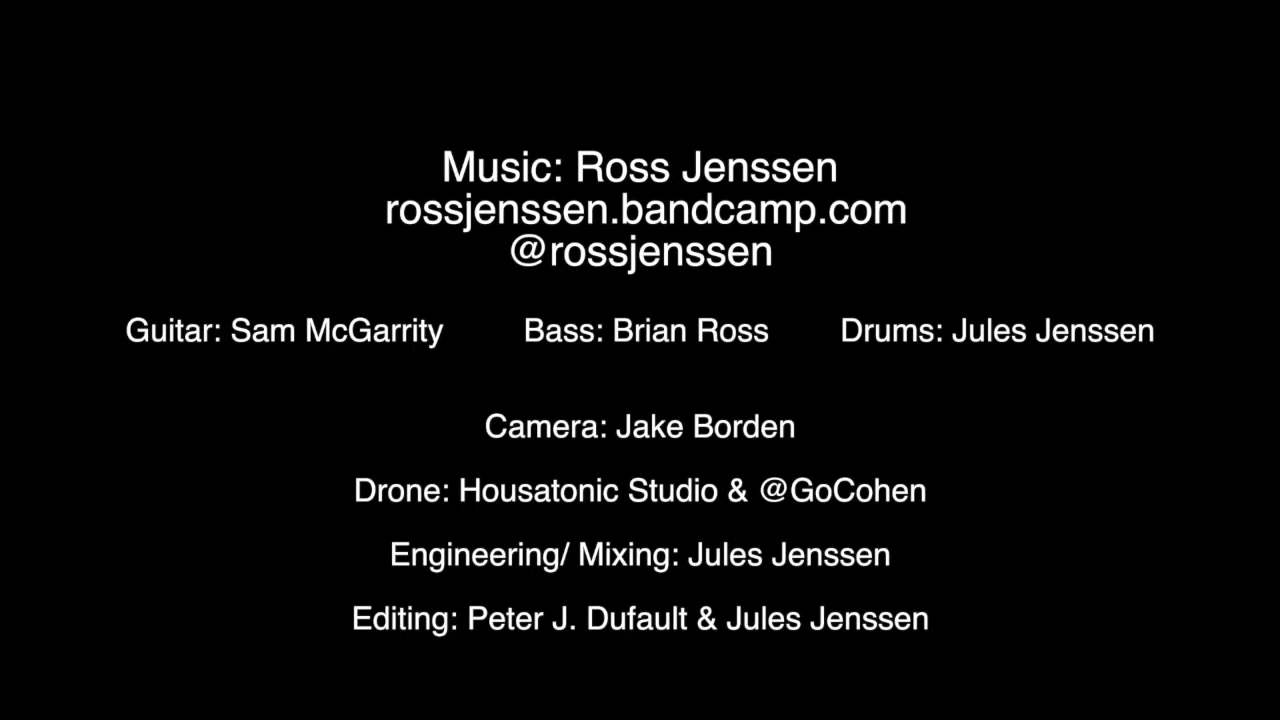 Music: Ross Jenssen
rossjenssen.bandcamp.com
@rossjenssen
Guitar: Sam McGarrity Bass: Brian Ross Drums: Jules Jenssen
Camera: Jake Borden
Drone: Housatonic Studio & @GoCohen
Engineering/ Mixing: Jules Jenssen
Editing: Peter J. Dufault & Jules Jenssen